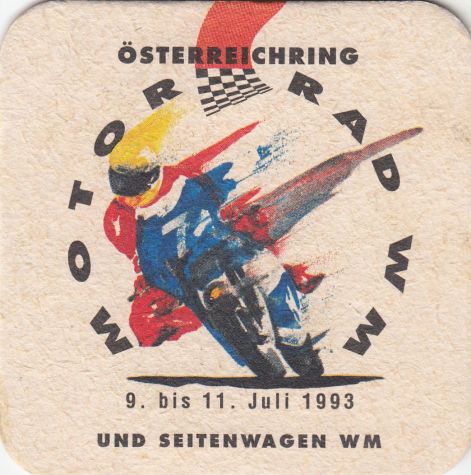 ÖSTERREICHRING
MOTORRAD WM
9. bis 11. Juli 1993
UND SEITENWAGEN WM